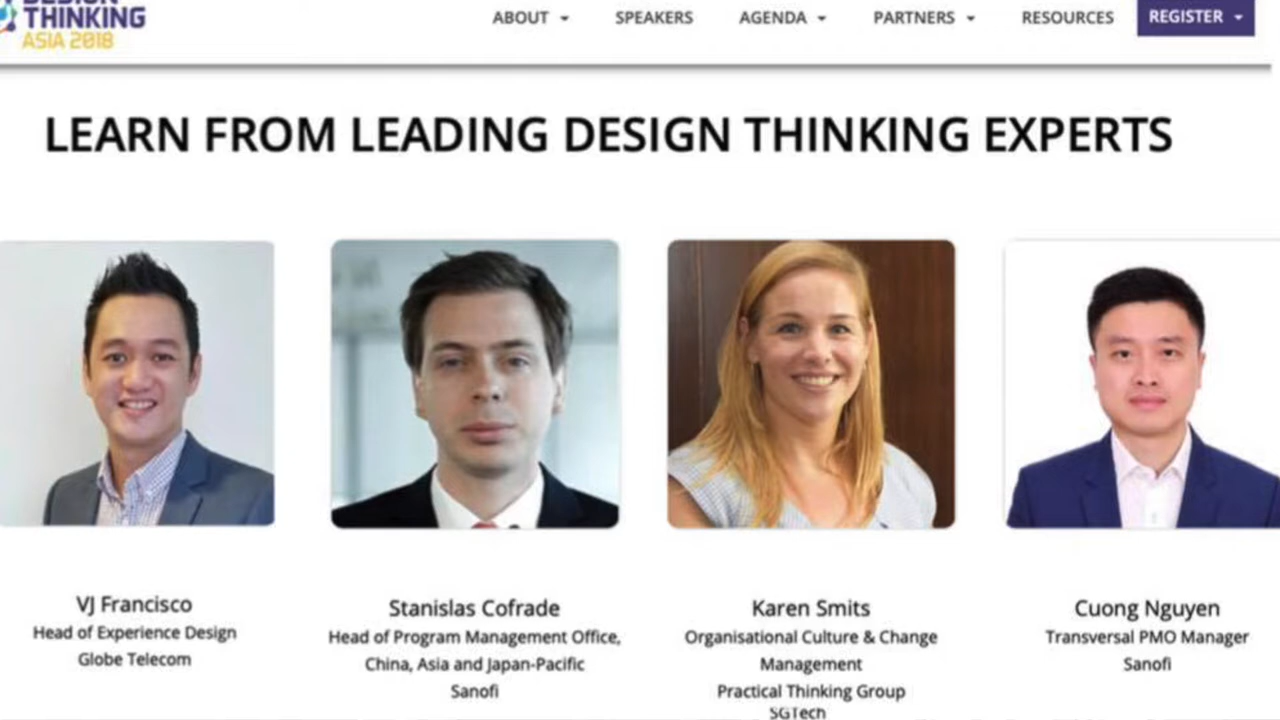 DESIGN
THINKING
ASIA 2018
ABOUT
SPEAKERS
AGENDA
PARTNERS
RESOURCES
REGISTER
LEARN FROM LEADING DESIGN THINKING EXPERTS
VJ Francisco
Head of Experience Design
Globe Telecom
Stanislas Cofrade
Head of Program Management Office,
China, Asia and Japan-Pacific
Sanofi
Karen Smits
Organisational Culture & Change
Management
Practical Thinking Group
SGTech
Cuong Nguyen
Transversal PMO Manager
Sanofi